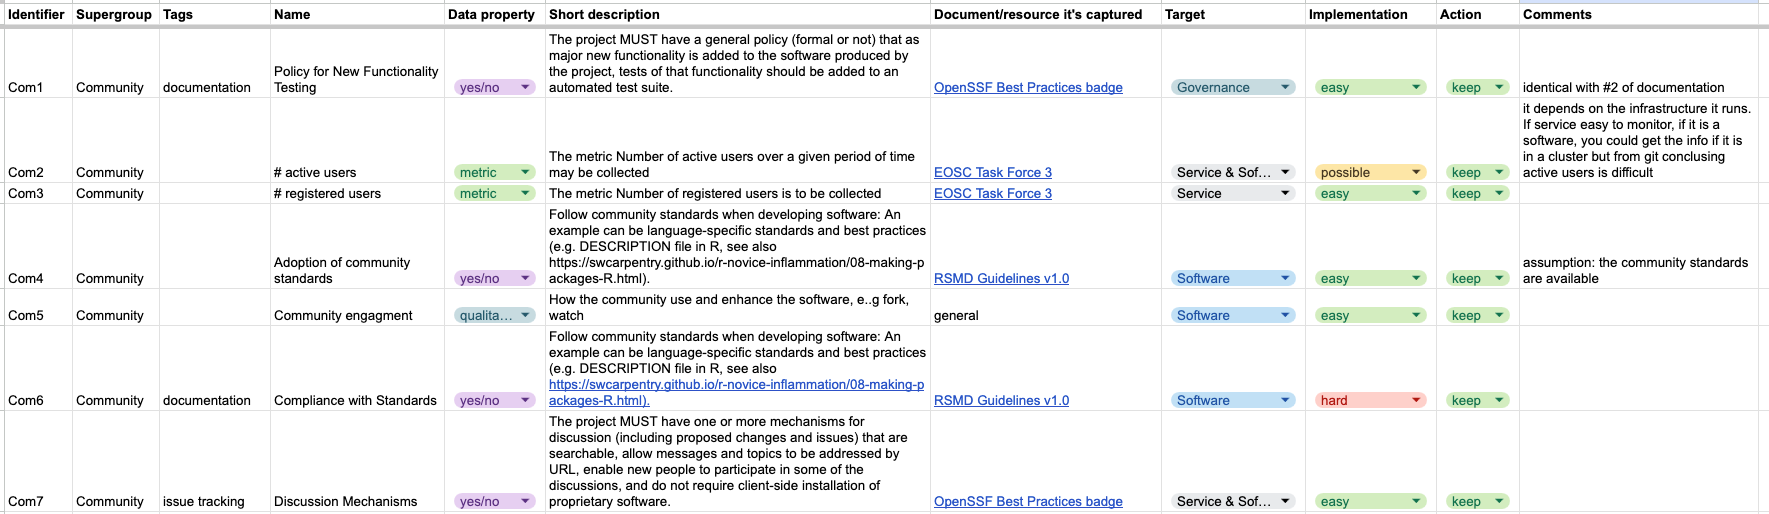 Identifier Supergroup Tags Name Data property Short description Document/resource it's captured Target Implementation Action Comments
The project MUST have a general policy (formal or not) that as
major new functionality is added to the software produced by
Policy for New Functionality the project, tests of that functionality should be added to an
Com1 Community documentation Testing yes/no automated test suite. OpenSSF Best Practices badge Governance easy keep identical with #2 of documentation
it depends on the infrastructure it runs.
If service easy to monitor, if it is a
software, you could get the info if it is
The metric Number of active users over a given period of time in a cluster but from git conclusing
Com2 Community # active users metric may be collected EOSC Task Force 3 Service & Sof... possible keep active users is difficult
Com3 Community # registered users metric The metric Number of registered users is to be collected EOSC Task Force 3 Service easy keep
Follow community standards when developing software: An
example can be language-specific standards and best practices
(e.g. DESCRIPTION file in R, see also
Adoption of community https://swcarpentry.github.io/r-novice-inflammation/08-making-p assumption: the community standards
Com4 Community standards yes/no ackages-R.html). RSMD Guidelines v1.0 Software easy keep are available
How the community use and enhance the software, e..g fork,
Com5 Community Community engagment qualita... watch general Software easy keep
Follow community standards when developing software: An
example can be language-specific standards and best practices
(e.g. DESCRIPTION file in R, see also
https://swcarpentry.github.io/r-novice-inflammation/08-making-p
Com6 Community documentation Compliance with Standards yes/no ackages-R.html). RSMD Guidelines v1.0 Software hard keep
The project MUST have one or more mechanisms for
discussion (including proposed changes and issues) that are
searchable, allow messages and topics to be addressed by
URL, enable new people to participate in some of the
discussions, and do not require client-side installation of
Com7 Community issue tracking Discussion Mechanisms yes/no proprietary software. OpenSSF Best Practices badge Service & Sof... easy keep